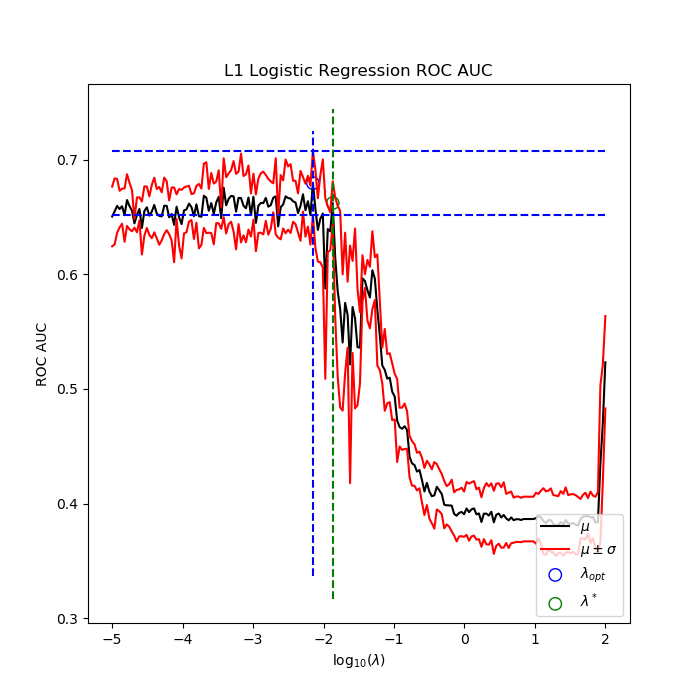 L1 Logistic Regression ROC AUC
ROC AUC
0.7
0.6
0.5
0.4
0.3
−5
−4
−3
−2
−1
0
1
2
log₁₀(λ)
μ
μ ± σ
λₒₚₜ
λ*